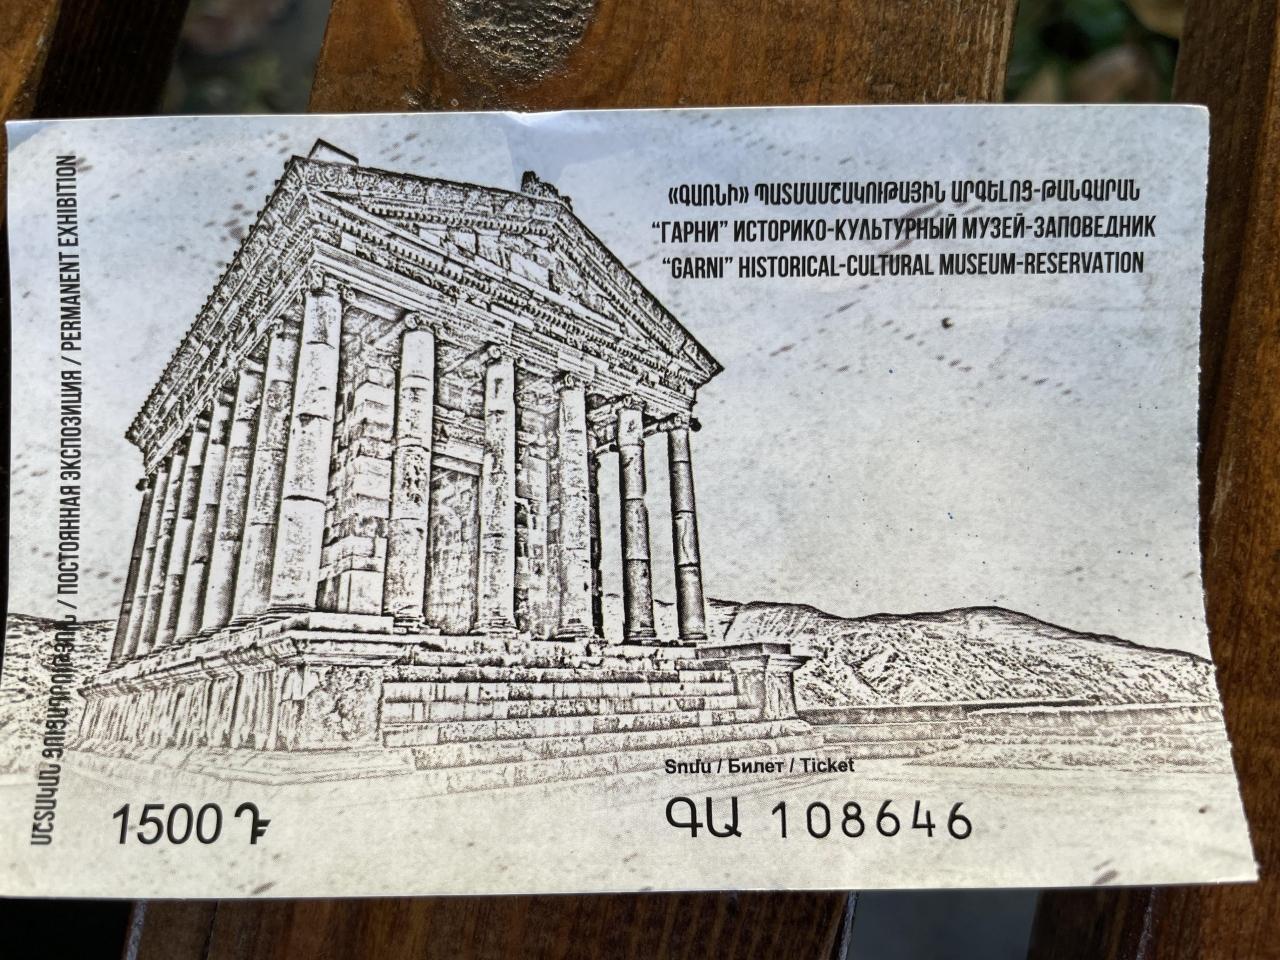 «ԳԱՌՆԻ» ՊԱՏՄԱՄՇԱԿՈՒԹԱՅԻՆ ԱՐԳԵԼՈՑ-ԹԱՆԳԱՐԱՆ
“ГАРНИ” ИСТОРИКО-КУЛЬТУРНЫЙ МУЗЕЙ-ЗАПОВЕДНИК
“GARNI” HISTORICAL-CULTURAL MUSEUM-RESERVATION
ՄՇՏԱԿԱՆ ՑՈՒՑԱԴՐՈՒԹՅՈՒՆ / ПОСТОЯННАЯ ЭКСПОЗИЦИЯ / PERMANENT EXHIBITION
Տոմս / Билет / Ticket
1500 ֏
ԳԱ 108646